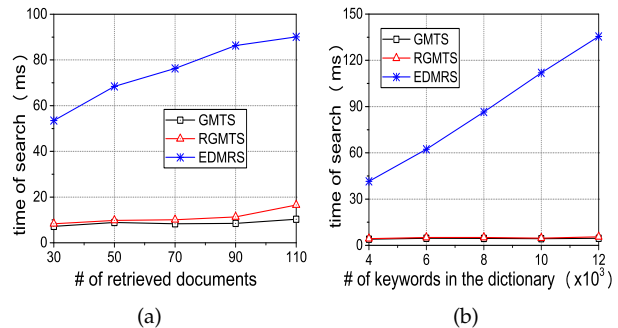 100
80
60
40
20
0
30
50
70
90
110
time of search (ms)
# of retrieved documents
GMTS
RGMTS
EDMRS
(a)
150
120
90
60
30
0
4
6
8
10
12
time of search (ms)
# of keywords in the dictionary (x10³)
GMTS
RGMTS
EDMRS
(b)